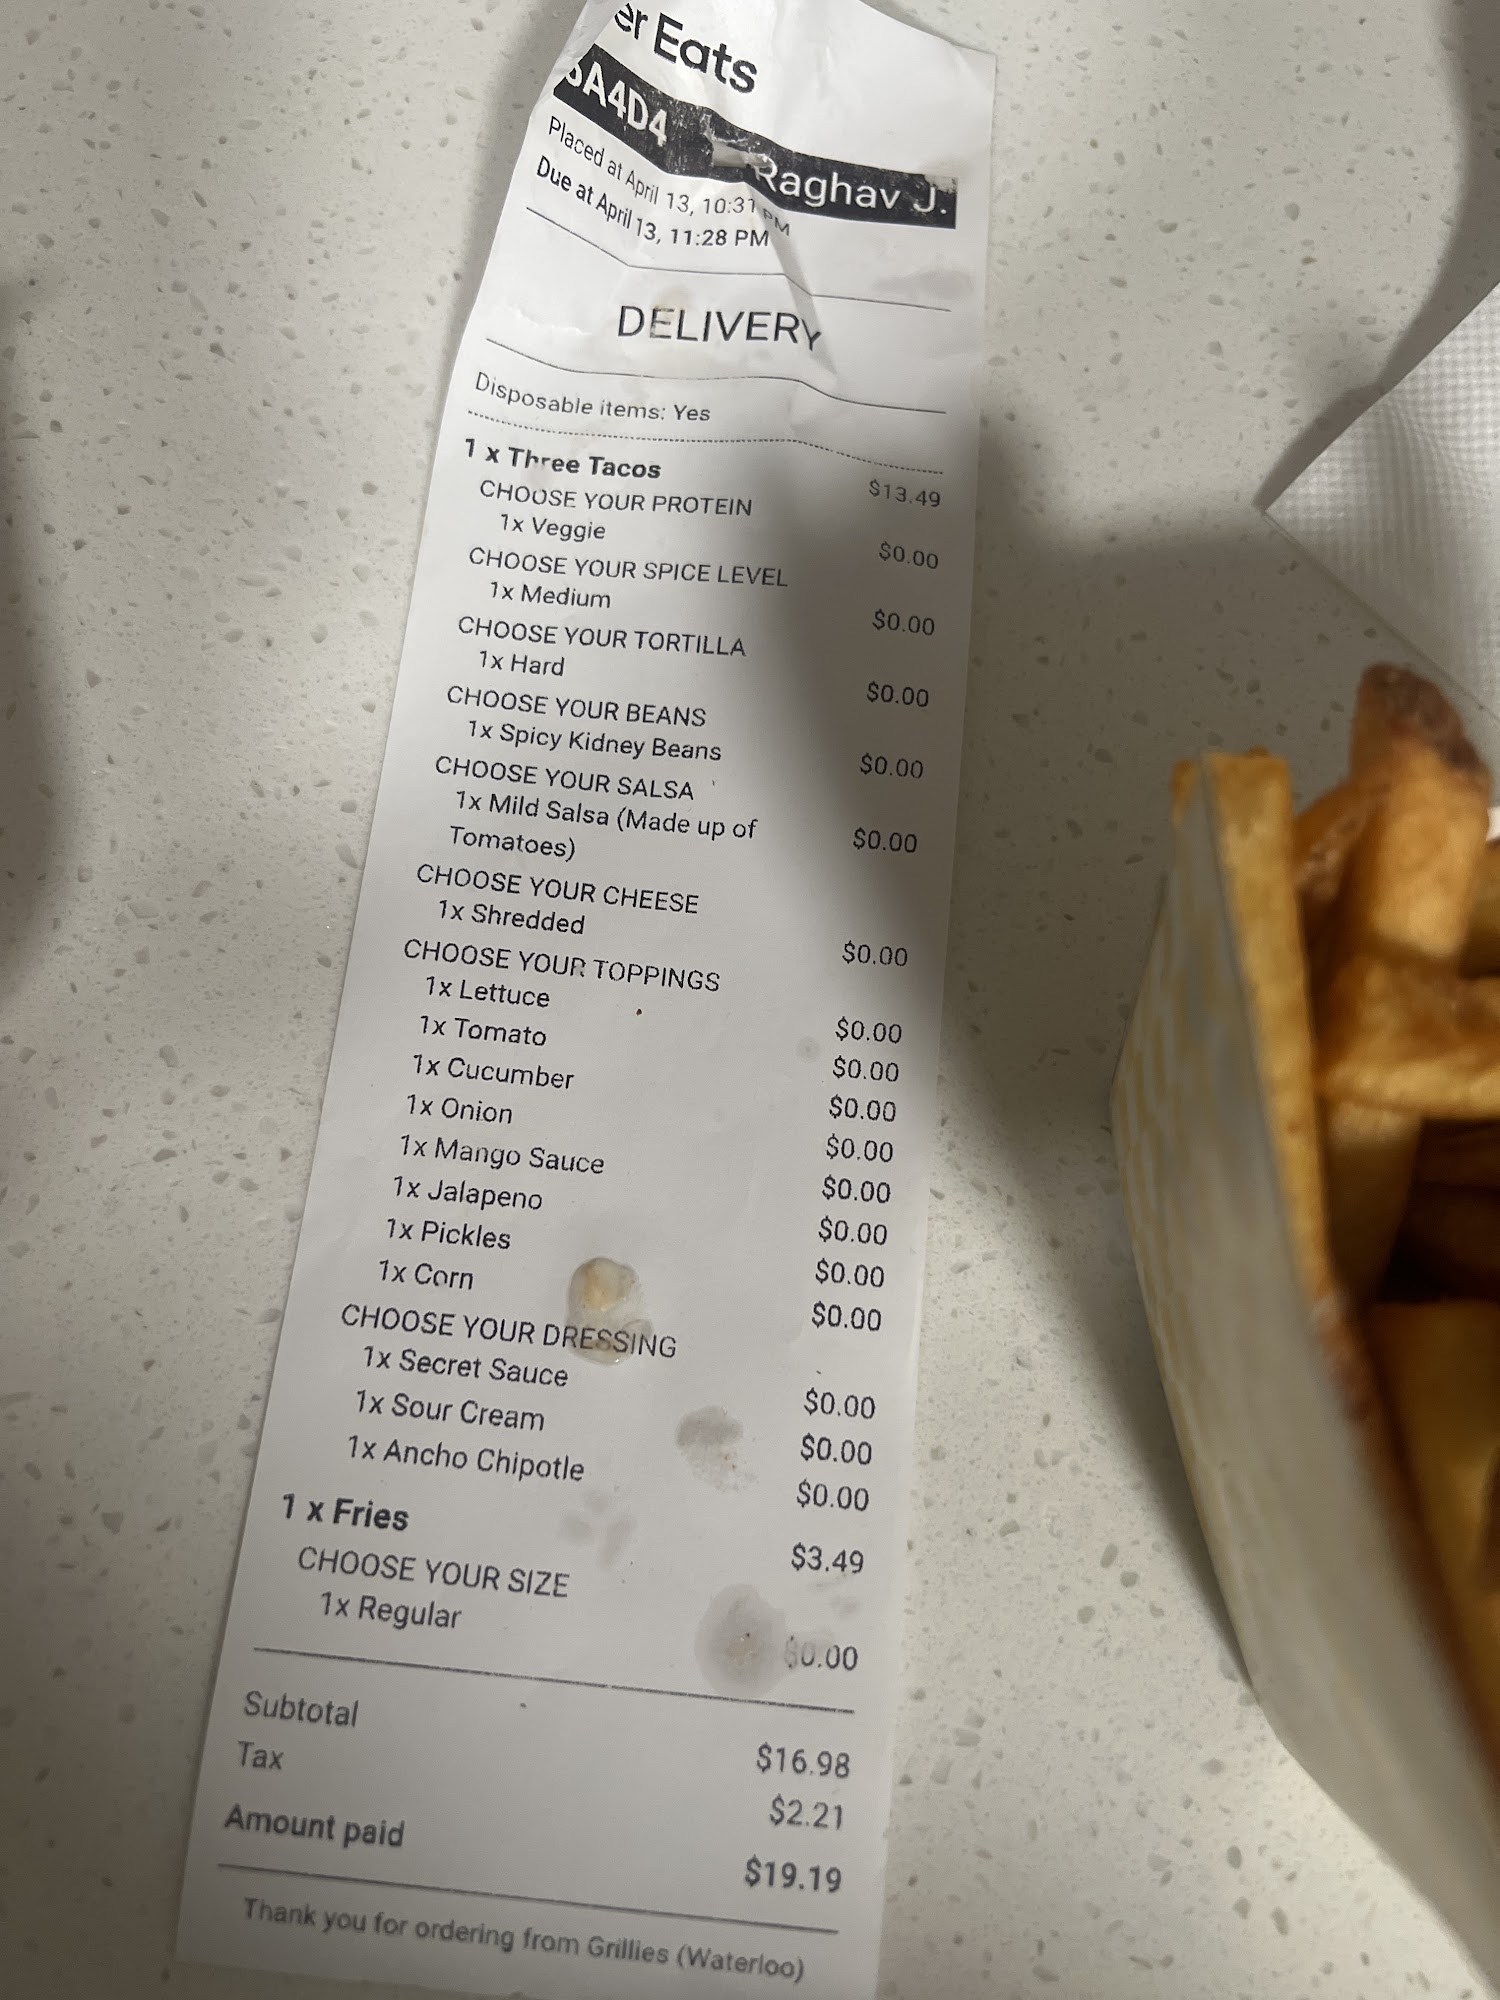 er Eats
5A4D4 Raghav J.
Placed at April 13, 10:31 PM
Due at April 13, 11:28 PM
DELIVERY
Disposable items: Yes
1 x Three Tacos $13.49
CHOOSE YOUR PROTEIN
1x Veggie $0.00
CHOOSE YOUR SPICE LEVEL
1x Medium $0.00
CHOOSE YOUR TORTILLA
1x Hard $0.00
CHOOSE YOUR BEANS
1x Spicy Kidney Beans $0.00
CHOOSE YOUR SALSA
1x Mild Salsa (Made up of $0.00
Tomatoes)
CHOOSE YOUR CHEESE
1x Shredded $0.00
CHOOSE YOUR TOPPINGS
1x Lettuce $0.00
1x Tomato $0.00
1x Cucumber $0.00
1x Onion $0.00
1x Mango Sauce $0.00
1x Jalapeno $0.00
1x Pickles $0.00
1x Corn $0.00
CHOOSE YOUR DRESSING
1x Secret Sauce $0.00
1x Sour Cream $0.00
1x Ancho Chipotle $0.00
1 x Fries $3.49
CHOOSE YOUR SIZE
1x Regular $0.00
Subtotal $16.98
Tax $2.21
Amount paid $19.19
Thank you for ordering from Grillies (Waterloo)